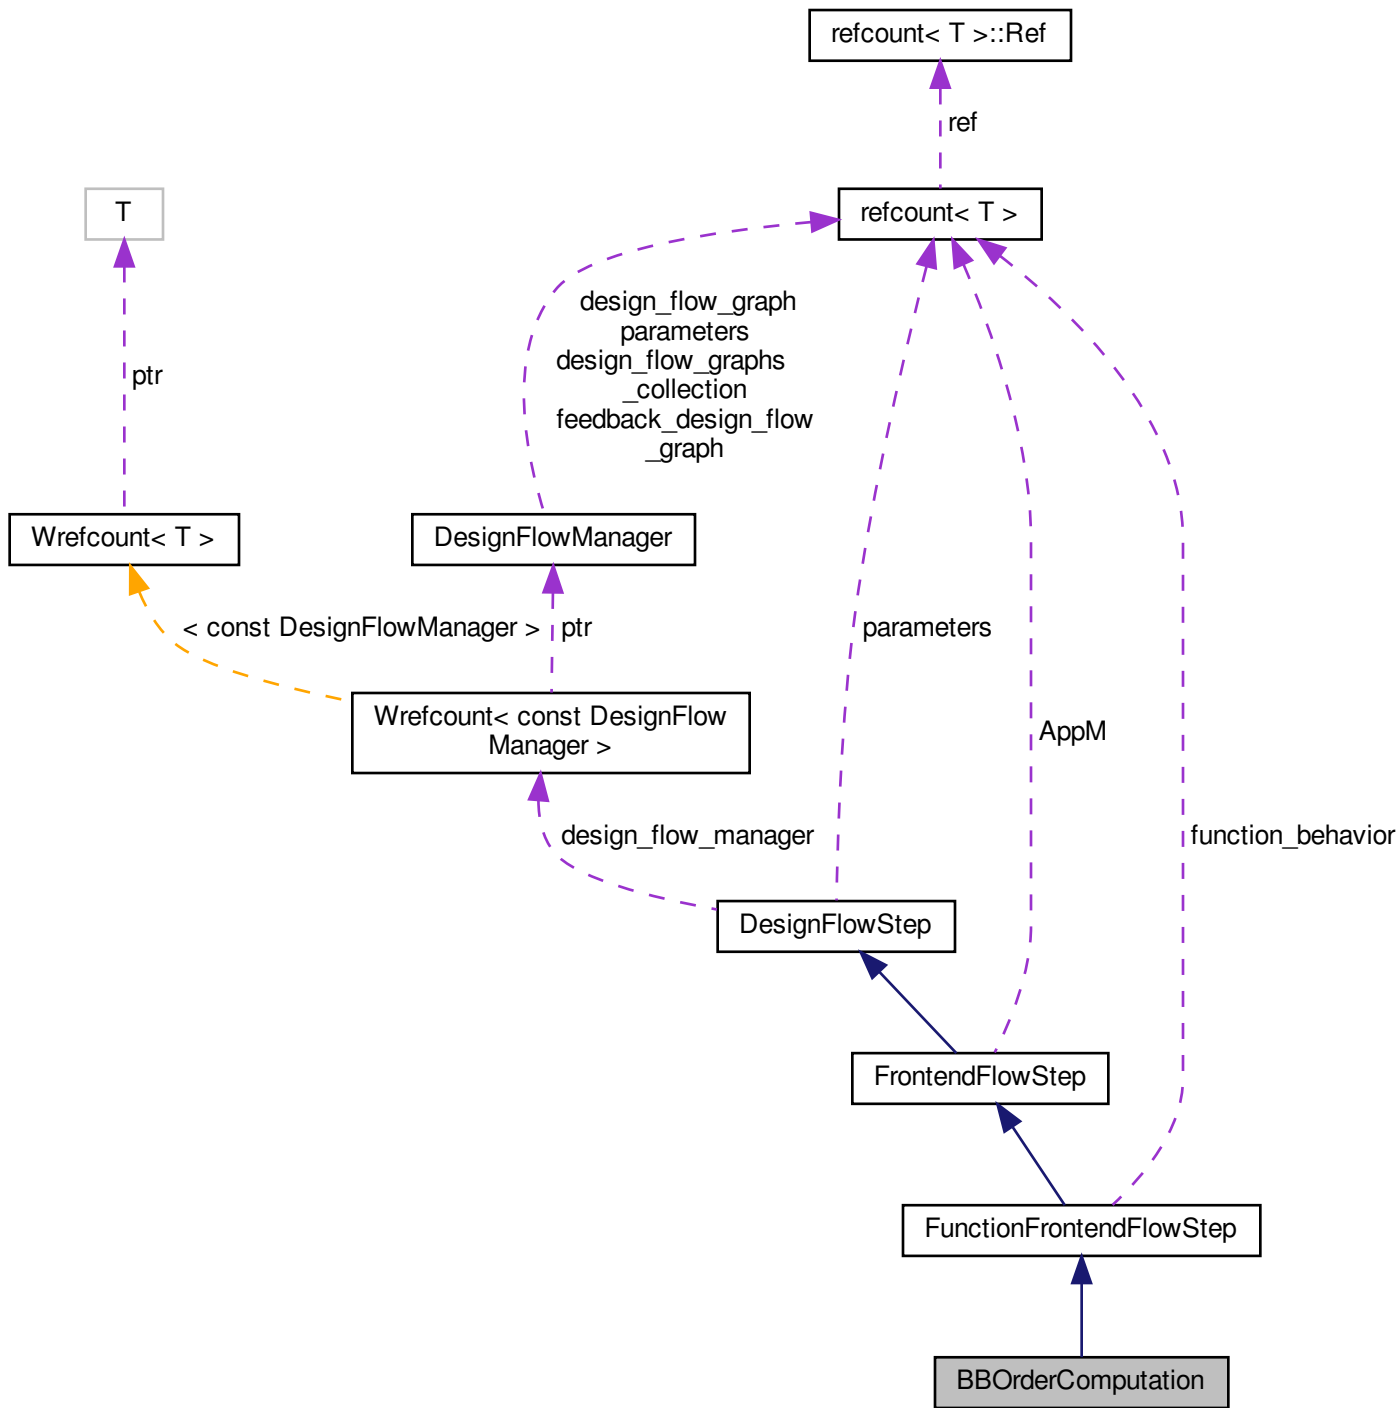 refcount< T >::Ref
ref
T
refcount< T >
design_flow_graph
parameters
design_flow_graphs
_collection
feedback_design_flow
_graph
ptr
Wrefcount< T >
DesignFlowManager
< const DesignFlowManager >
ptr
parameters
Wrefcount< const DesignFlow
Manager >
AppM
design_flow_manager
function_behavior
DesignFlowStep
FrontendFlowStep
FunctionFrontendFlowStep
BBOrderComputation